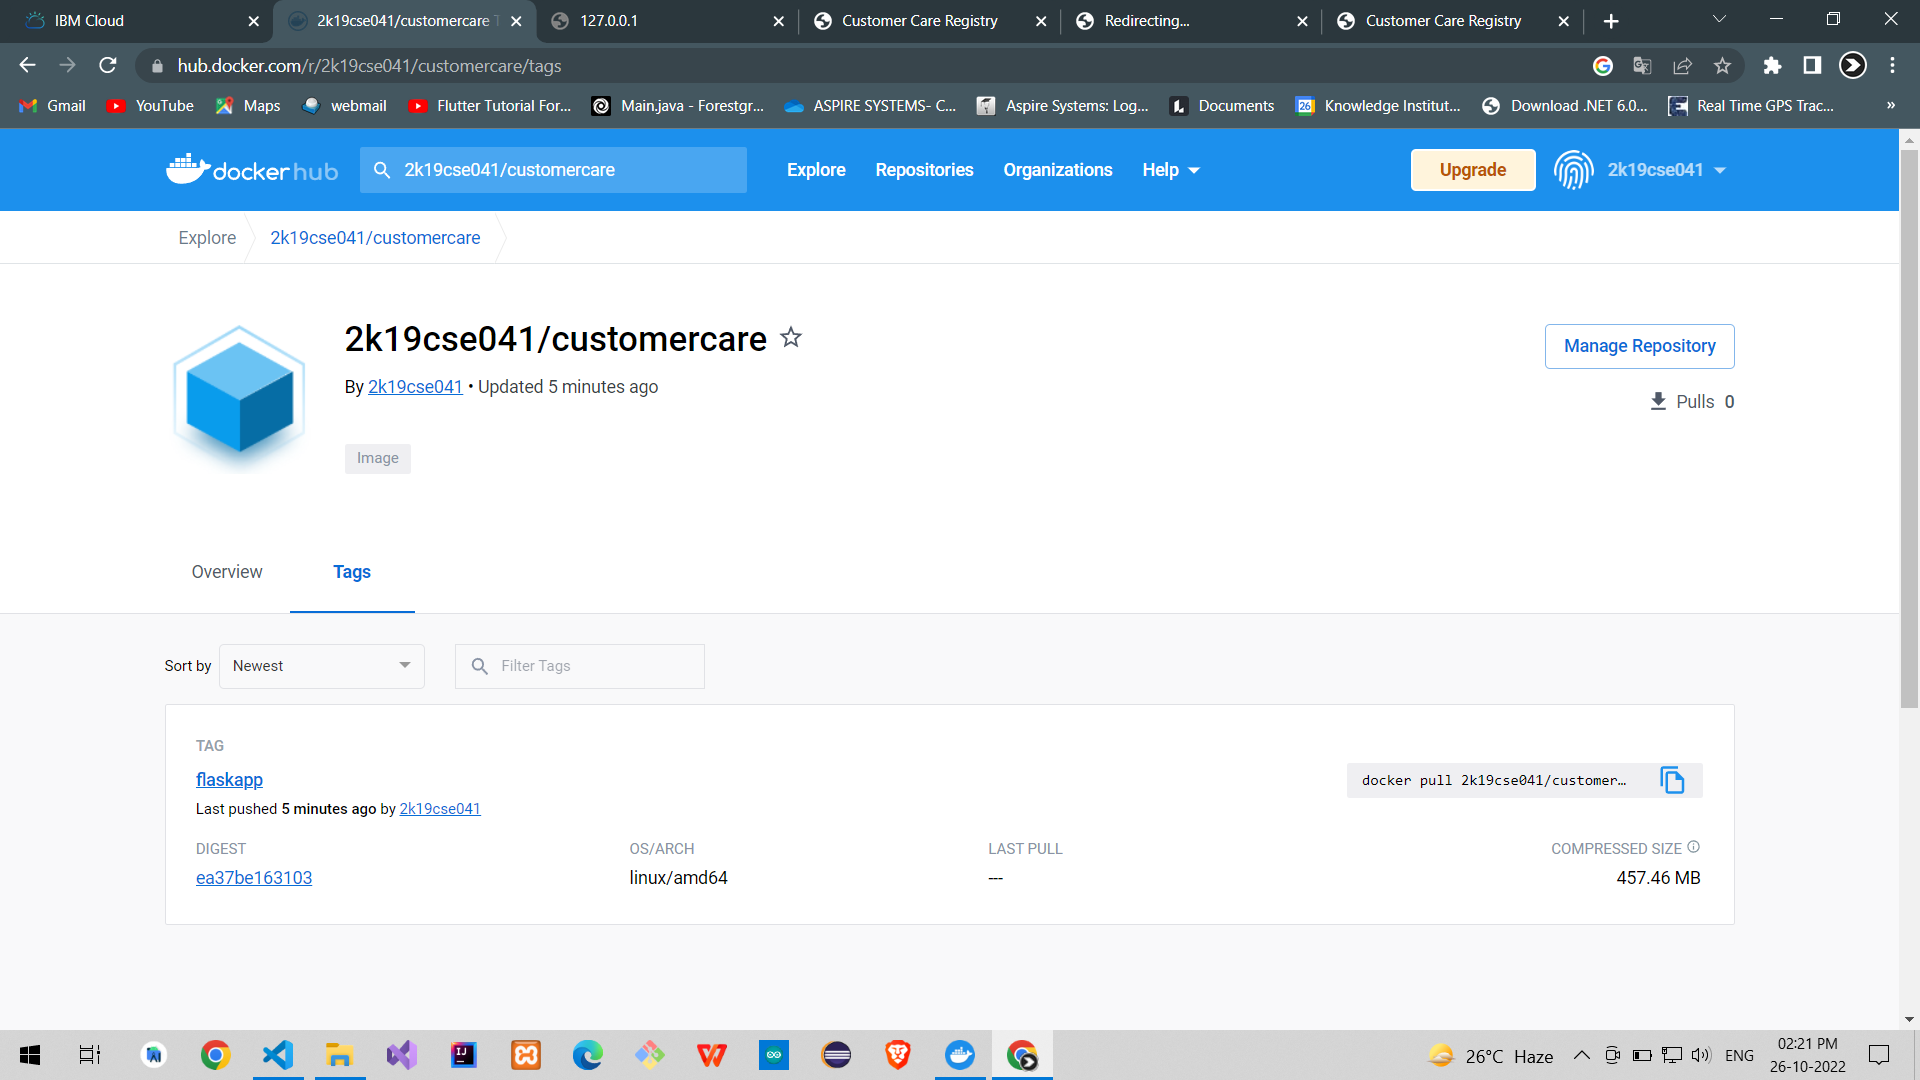 IBM Cloud
2k19cse041/customercare T
127.0.0.1
Customer Care Registry
Redirecting...
Customer Care Registry
hub.docker.com/r/2k19cse041/customercare/tags
Gmail
YouTube
Maps
webmail
Flutter Tutorial For...
Main.java - Forestgr...
ASPIRE SYSTEMS- C...
Aspire Systems: Log...
Documents
26
Knowledge Institut...
Download .NET 6.0...
Real Time GPS Trac...
»
docker hub
2k19cse041/customercare
Explore
Repositories
Organizations
Help
Upgrade
2k19cse041
Explore
2k19cse041/customercare
2k19cse041/customercare
By 2k19cse041 • Updated 5 minutes ago
Image
Manage Repository
Pulls 0
Overview
Tags
Sort by
Newest
Filter Tags
TAG
flaskapp
docker pull 2k19cse041/customer…
Last pushed 5 minutes ago by 2k19cse041
DIGEST
OS/ARCH
LAST PULL
COMPRESSED SIZE
ea37be163103
linux/amd64
---
457.46 MB
26°C Haze
ENG
02:21 PM
26-10-2022